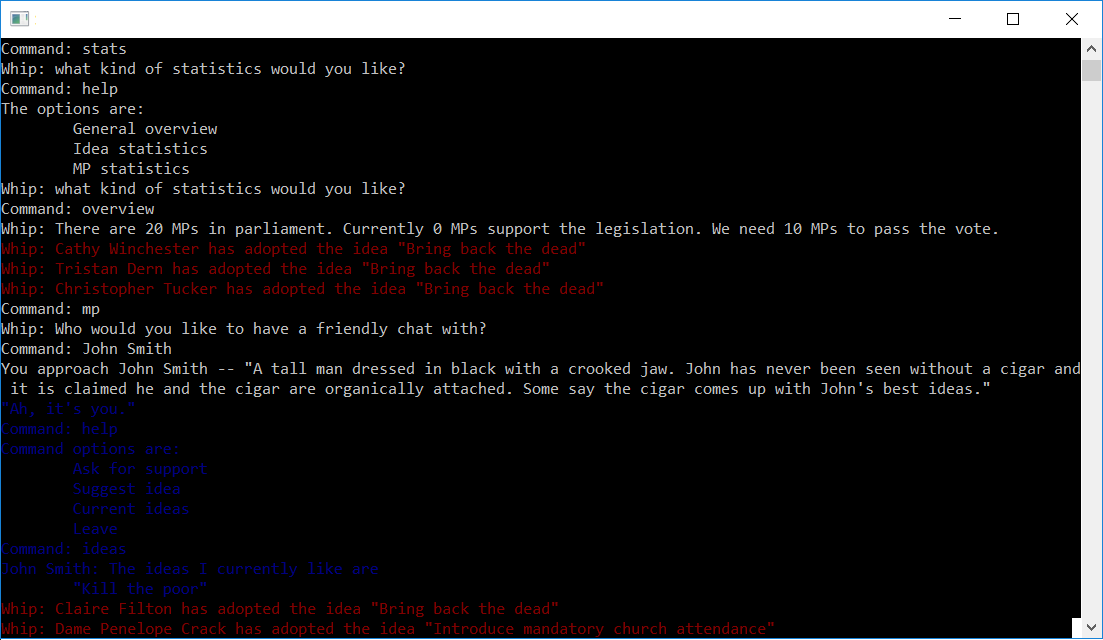 Command: stats
Whip: what kind of statistics would you like?
Command: help
The options are:
General overview
Idea statistics
MP statistics
Whip: what kind of statistics would you like?
Command: overview
Whip: There are 20 MPs in parliament. Currently 0 MPs support the legislation. We need 10 MPs to pass the vote.
Whip: Cathy Winchester has adopted the idea "Bring back the dead"
Whip: Tristan Dern has adopted the idea "Bring back the dead"
Whip: Christopher Tucker has adopted the idea "Bring back the dead"
Command: mp
Whip: Who would you like to have a friendly chat with?
Command: John Smith
You approach John Smith -- "A tall man dressed in black with a crooked jaw. John has never been seen without a cigar and
it is claimed he and the cigar are organically attached. Some say the cigar comes up with John's best ideas."
"Ah, it's you."
Command: help
Command options are:
Ask for support
Suggest idea
Current ideas
Leave
Command: ideas
John Smith: The ideas I currently like are
"Kill the poor"
Whip: Claire Filton has adopted the idea "Bring back the dead"
Whip: Dame Penelope Crack has adopted the idea "Introduce mandatory church attendance"